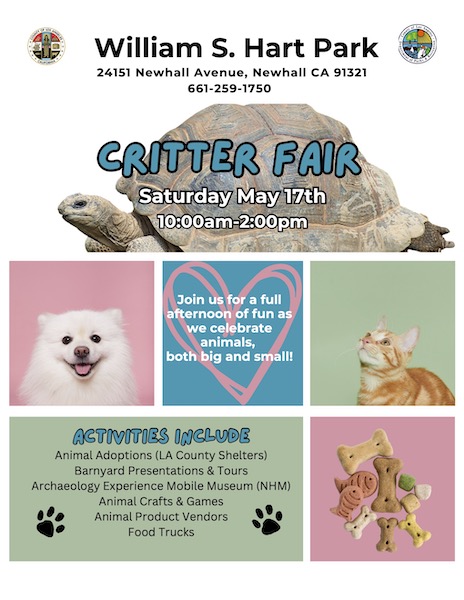 William S. Hart Park
24151 Newhall Avenue, Newhall CA 91321
661-259-1750
CRITTER FAIR
Saturday May 17th
10:00am-2:00pm
Join us for a full
afternoon of fun as
we celebrate
animals,
both big and small!
ACTIVITIES INCLUDE
Animal Adoptions (LA County Shelters)
Barnyard Presentations & Tours
Archaeology Experience Mobile Museum (NHM)
Animal Crafts & Games
Animal Product Vendors
Food Trucks